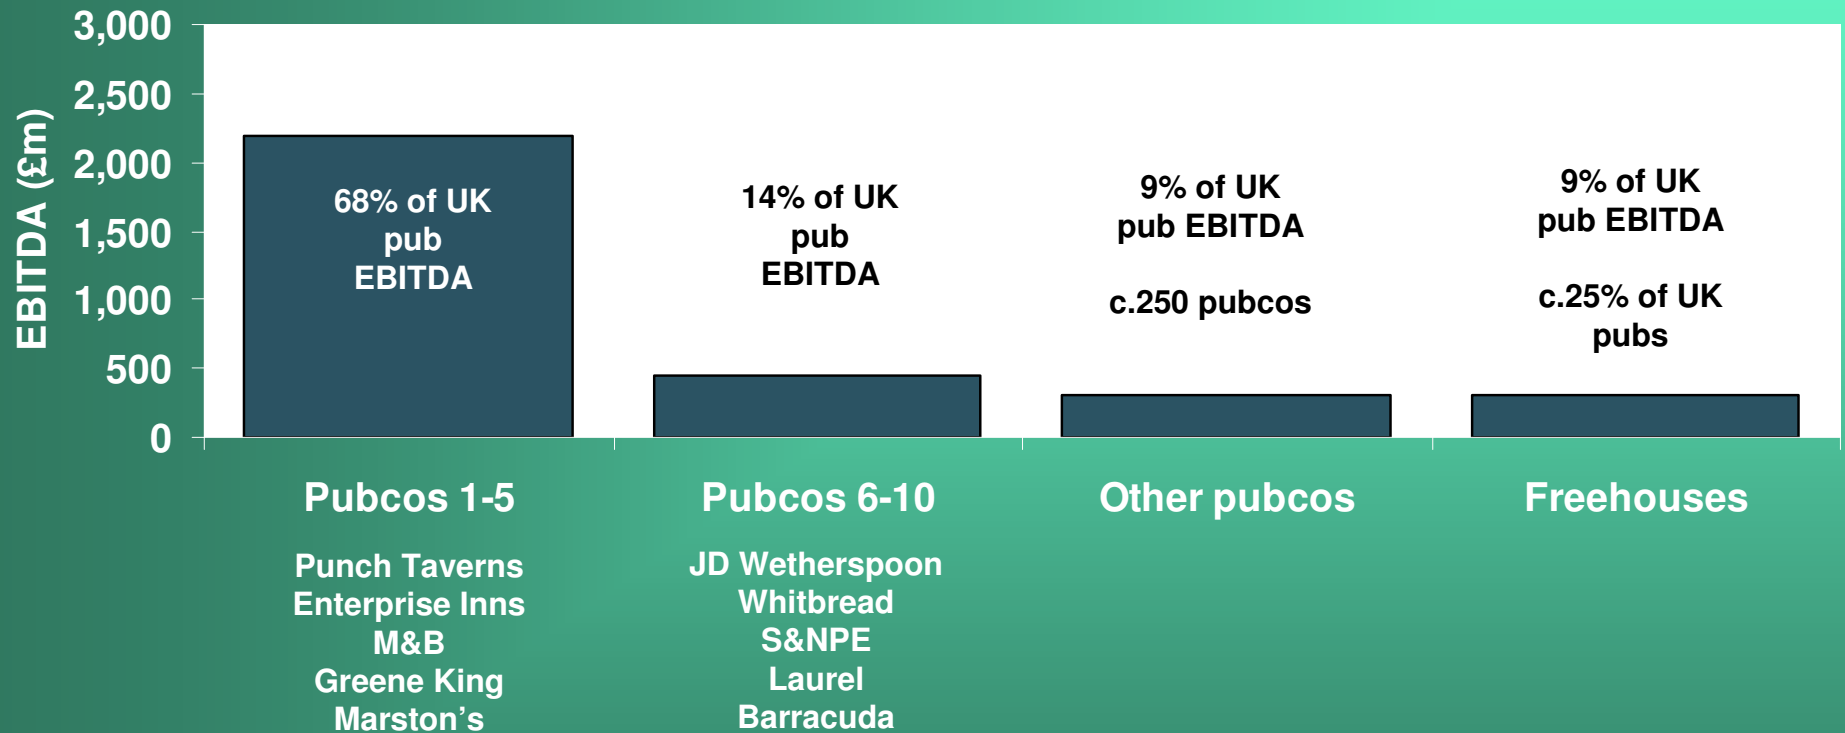 EBITDA (£m)
3,000
2,500
2,000
1,500
1,000
500
0
68% of UK
pub
EBITDA
14% of UK
pub
EBITDA
9% of UK
pub EBITDA
c.250 pubcos
9% of UK
pub EBITDA
c.25% of UK
pubs
Pubcos 1-5
Punch Taverns
Enterprise Inns
M&B
Greene King
Marston’s
Pubcos 6-10
JD Wetherspoon
Whitbread
S&NPE
Laurel
Barracuda
Other pubcos
Freehouses